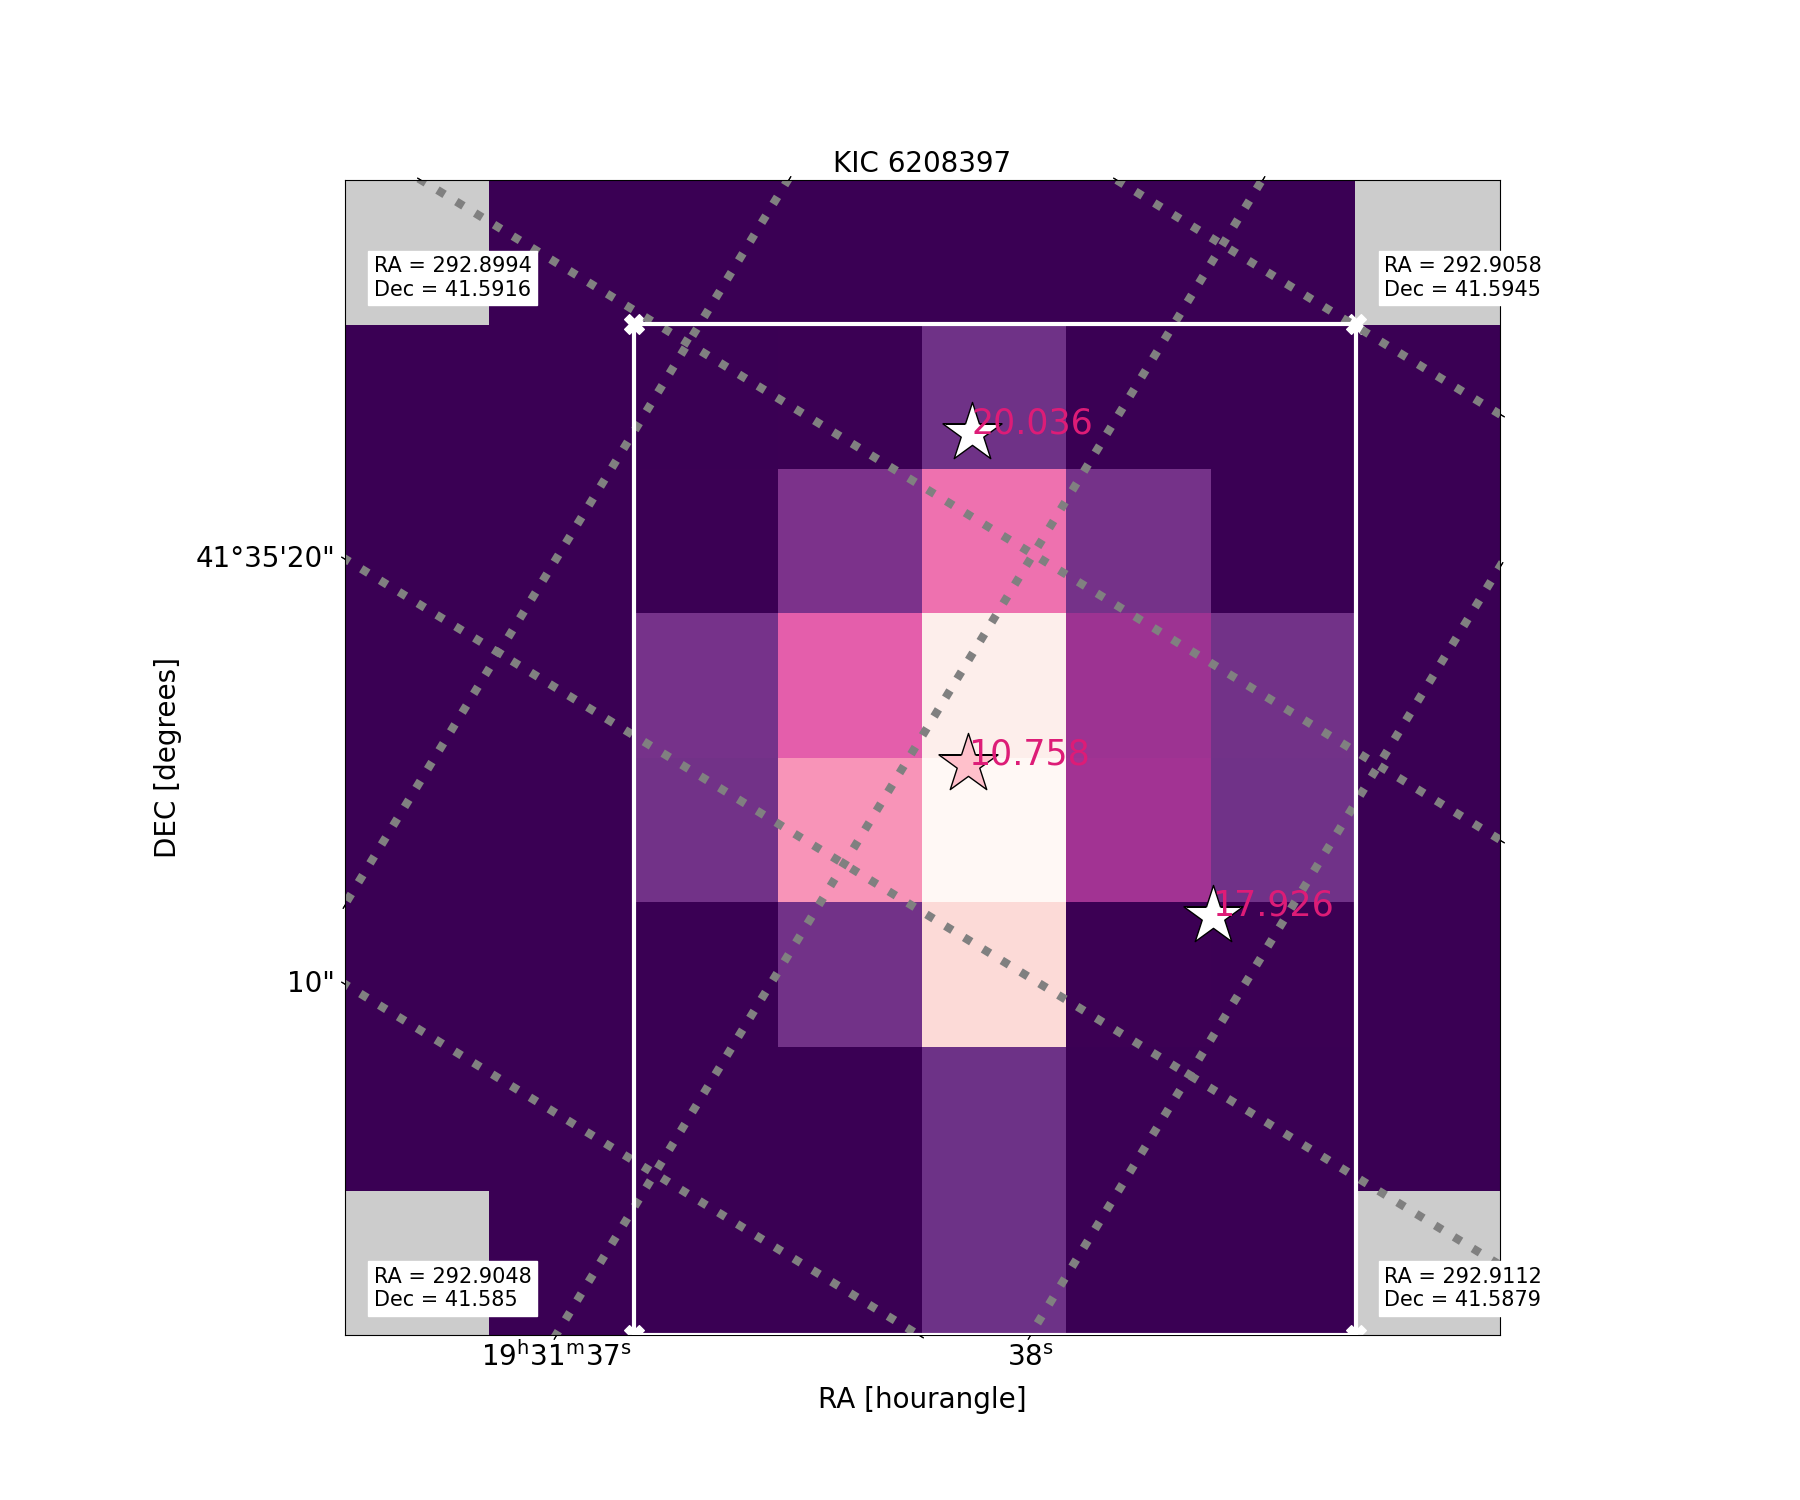 KIC 6208397
RA = 292.8994
Dec = 41.5916
RA = 292.9058
Dec = 41.5945
20.036
41°35'20"
10.758
17.926
10"
DEC [degrees]
RA = 292.9048
Dec = 41.585
RA = 292.9112
Dec = 41.5879
19ʰ31ᵐ37ˢ
38ˢ
RA [hourangle]